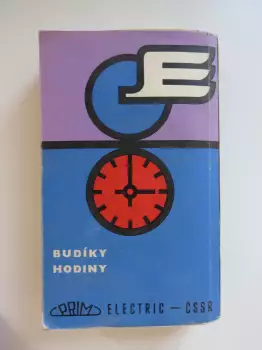 E
BUDÍKY
HODINY
PRIM ELECTRIC — ČSSR